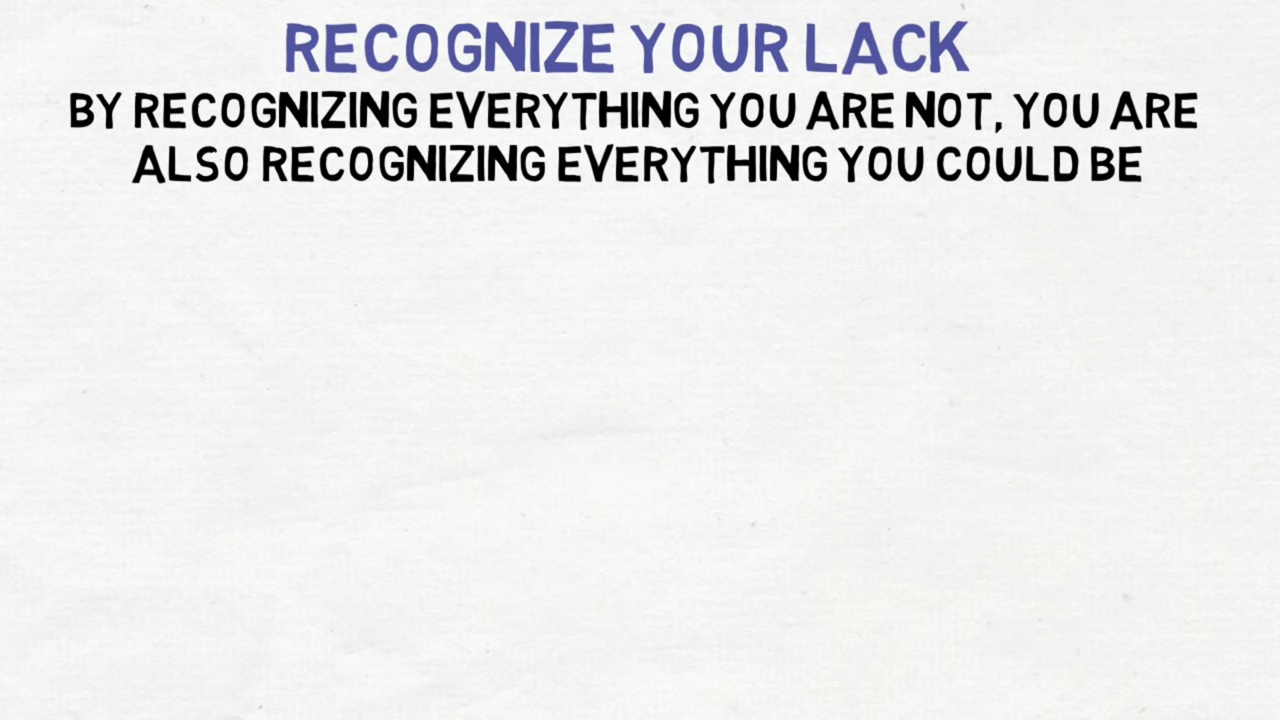 RECOGNIZE YOUR LACK
BY RECOGNIZING EVERYTHING YOU ARE NOT, YOU ARE
ALSO RECOGNIZING EVERYTHING YOU COULD BE